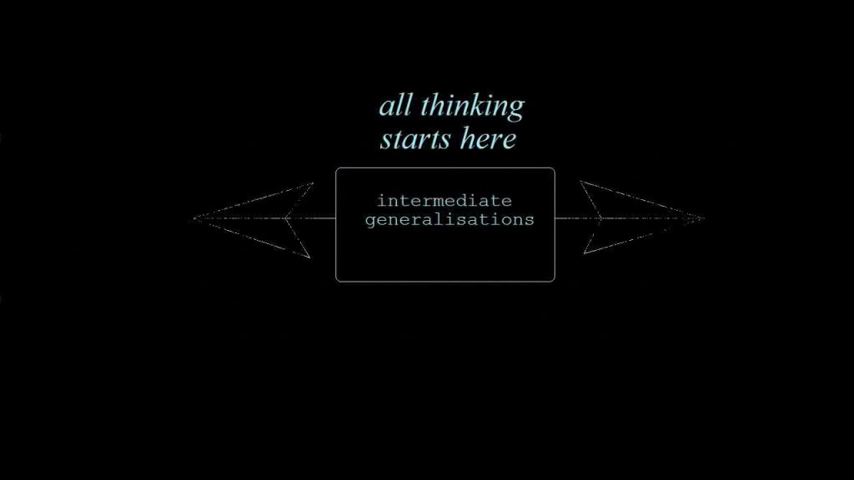 all thinking
starts here
intermediate
generalisations